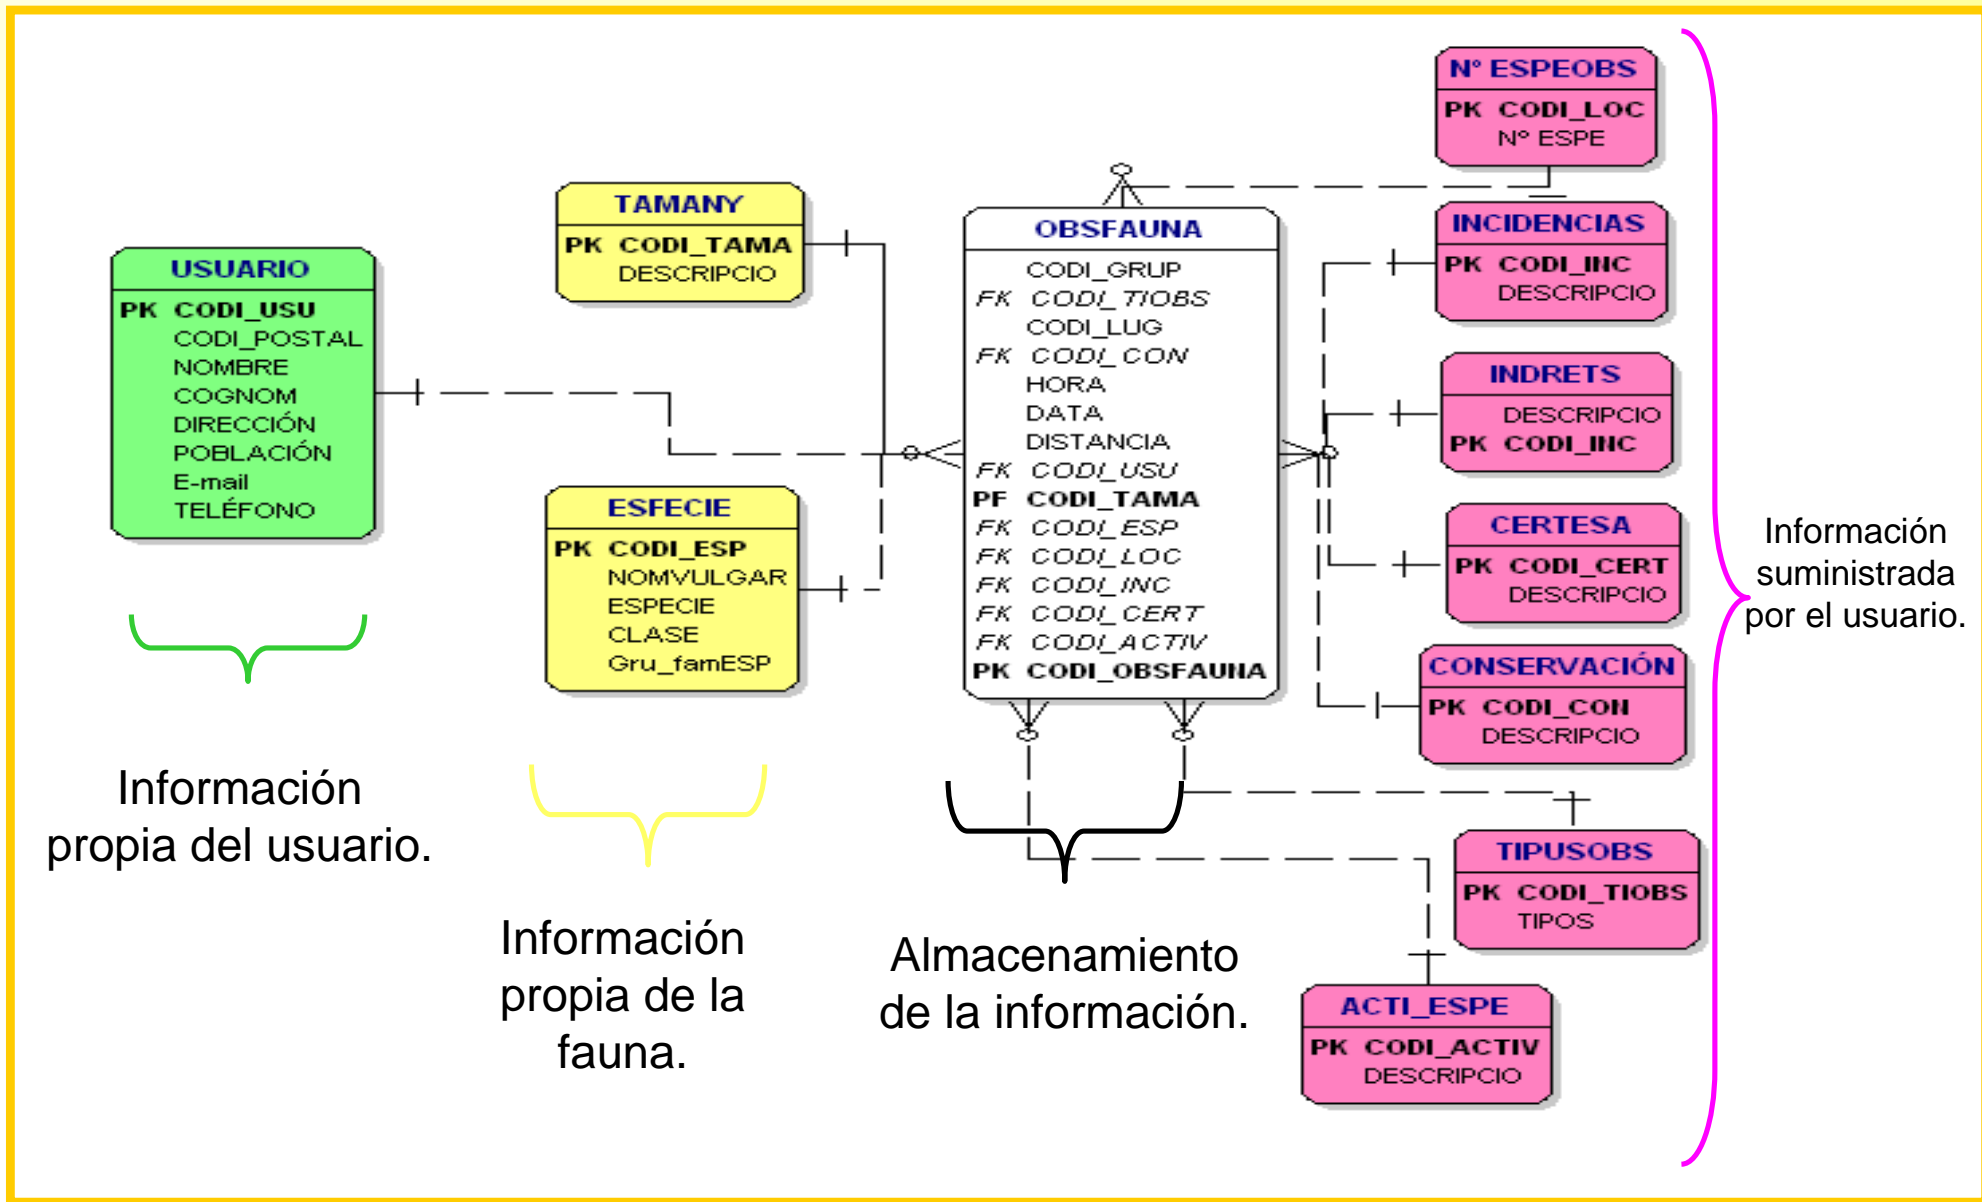 USUARIO
PK CODI_USU
CODI_POSTAL
NOMBRE
COGNOM
DIRECCIÓN
POBLACIÓN
E-mail
TELÉFONO
Información
propia del usuario.
TAMANY
PK CODI_TAMA
DESCRIPCIO
ESFECIE
PK CODI_ESP
NOMVULGAR
ESPECIE
CLASE
Gru_famESP
Información
propia de la
fauna.
OBSFAUNA
CODI_GRUP
FK CODI_TIOBS
CODI_LUG
FK CODI_CON
HORA
DATA
DISTANCIA
FK CODI_USU
PF CODI_TAMA
FK CODI_ESP
FK CODI_LOC
FK CODI_INC
FK CODI_CERT
FK CODI_ACTIV
PK CODI_OBSFAUNA
Almacenamiento
de la información.
Nº ESPEOBS
PK CODI_LOC
Nº ESPE
INCIDENCIAS
PK CODI_INC
DESCRIPCIO
INDRETS
DESCRIPCIO
PK CODI_INC
CERTESA
PK CODI_CERT
DESCRIPCIO
CONSERVACIÓN
PK CODI_CON
DESCRIPCIO
TIPUSOBS
PK CODI_TIOBS
TIPOS
ACTI_ESPE
PK CODI_ACTIV
DESCRIPCIO
Información
suministrada
por el usuario.